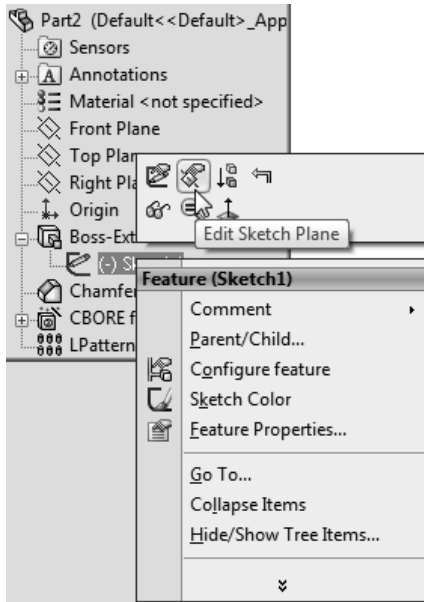 Part2 (Default<<Default>_App
Sensors
A Annotations
Material <not specified>
Front Plane
Top Plan
Right Pla
Origin
Edit Sketch Plane
Boss-Ext
(-) Sk
Feature (Sketch1)
Chamfe
CBORE f
LPattern
Comment
Parent/Child...
Configure feature
Sketch Color
Feature Properties...
Go To...
Collapse Items
Hide/Show Tree Items...